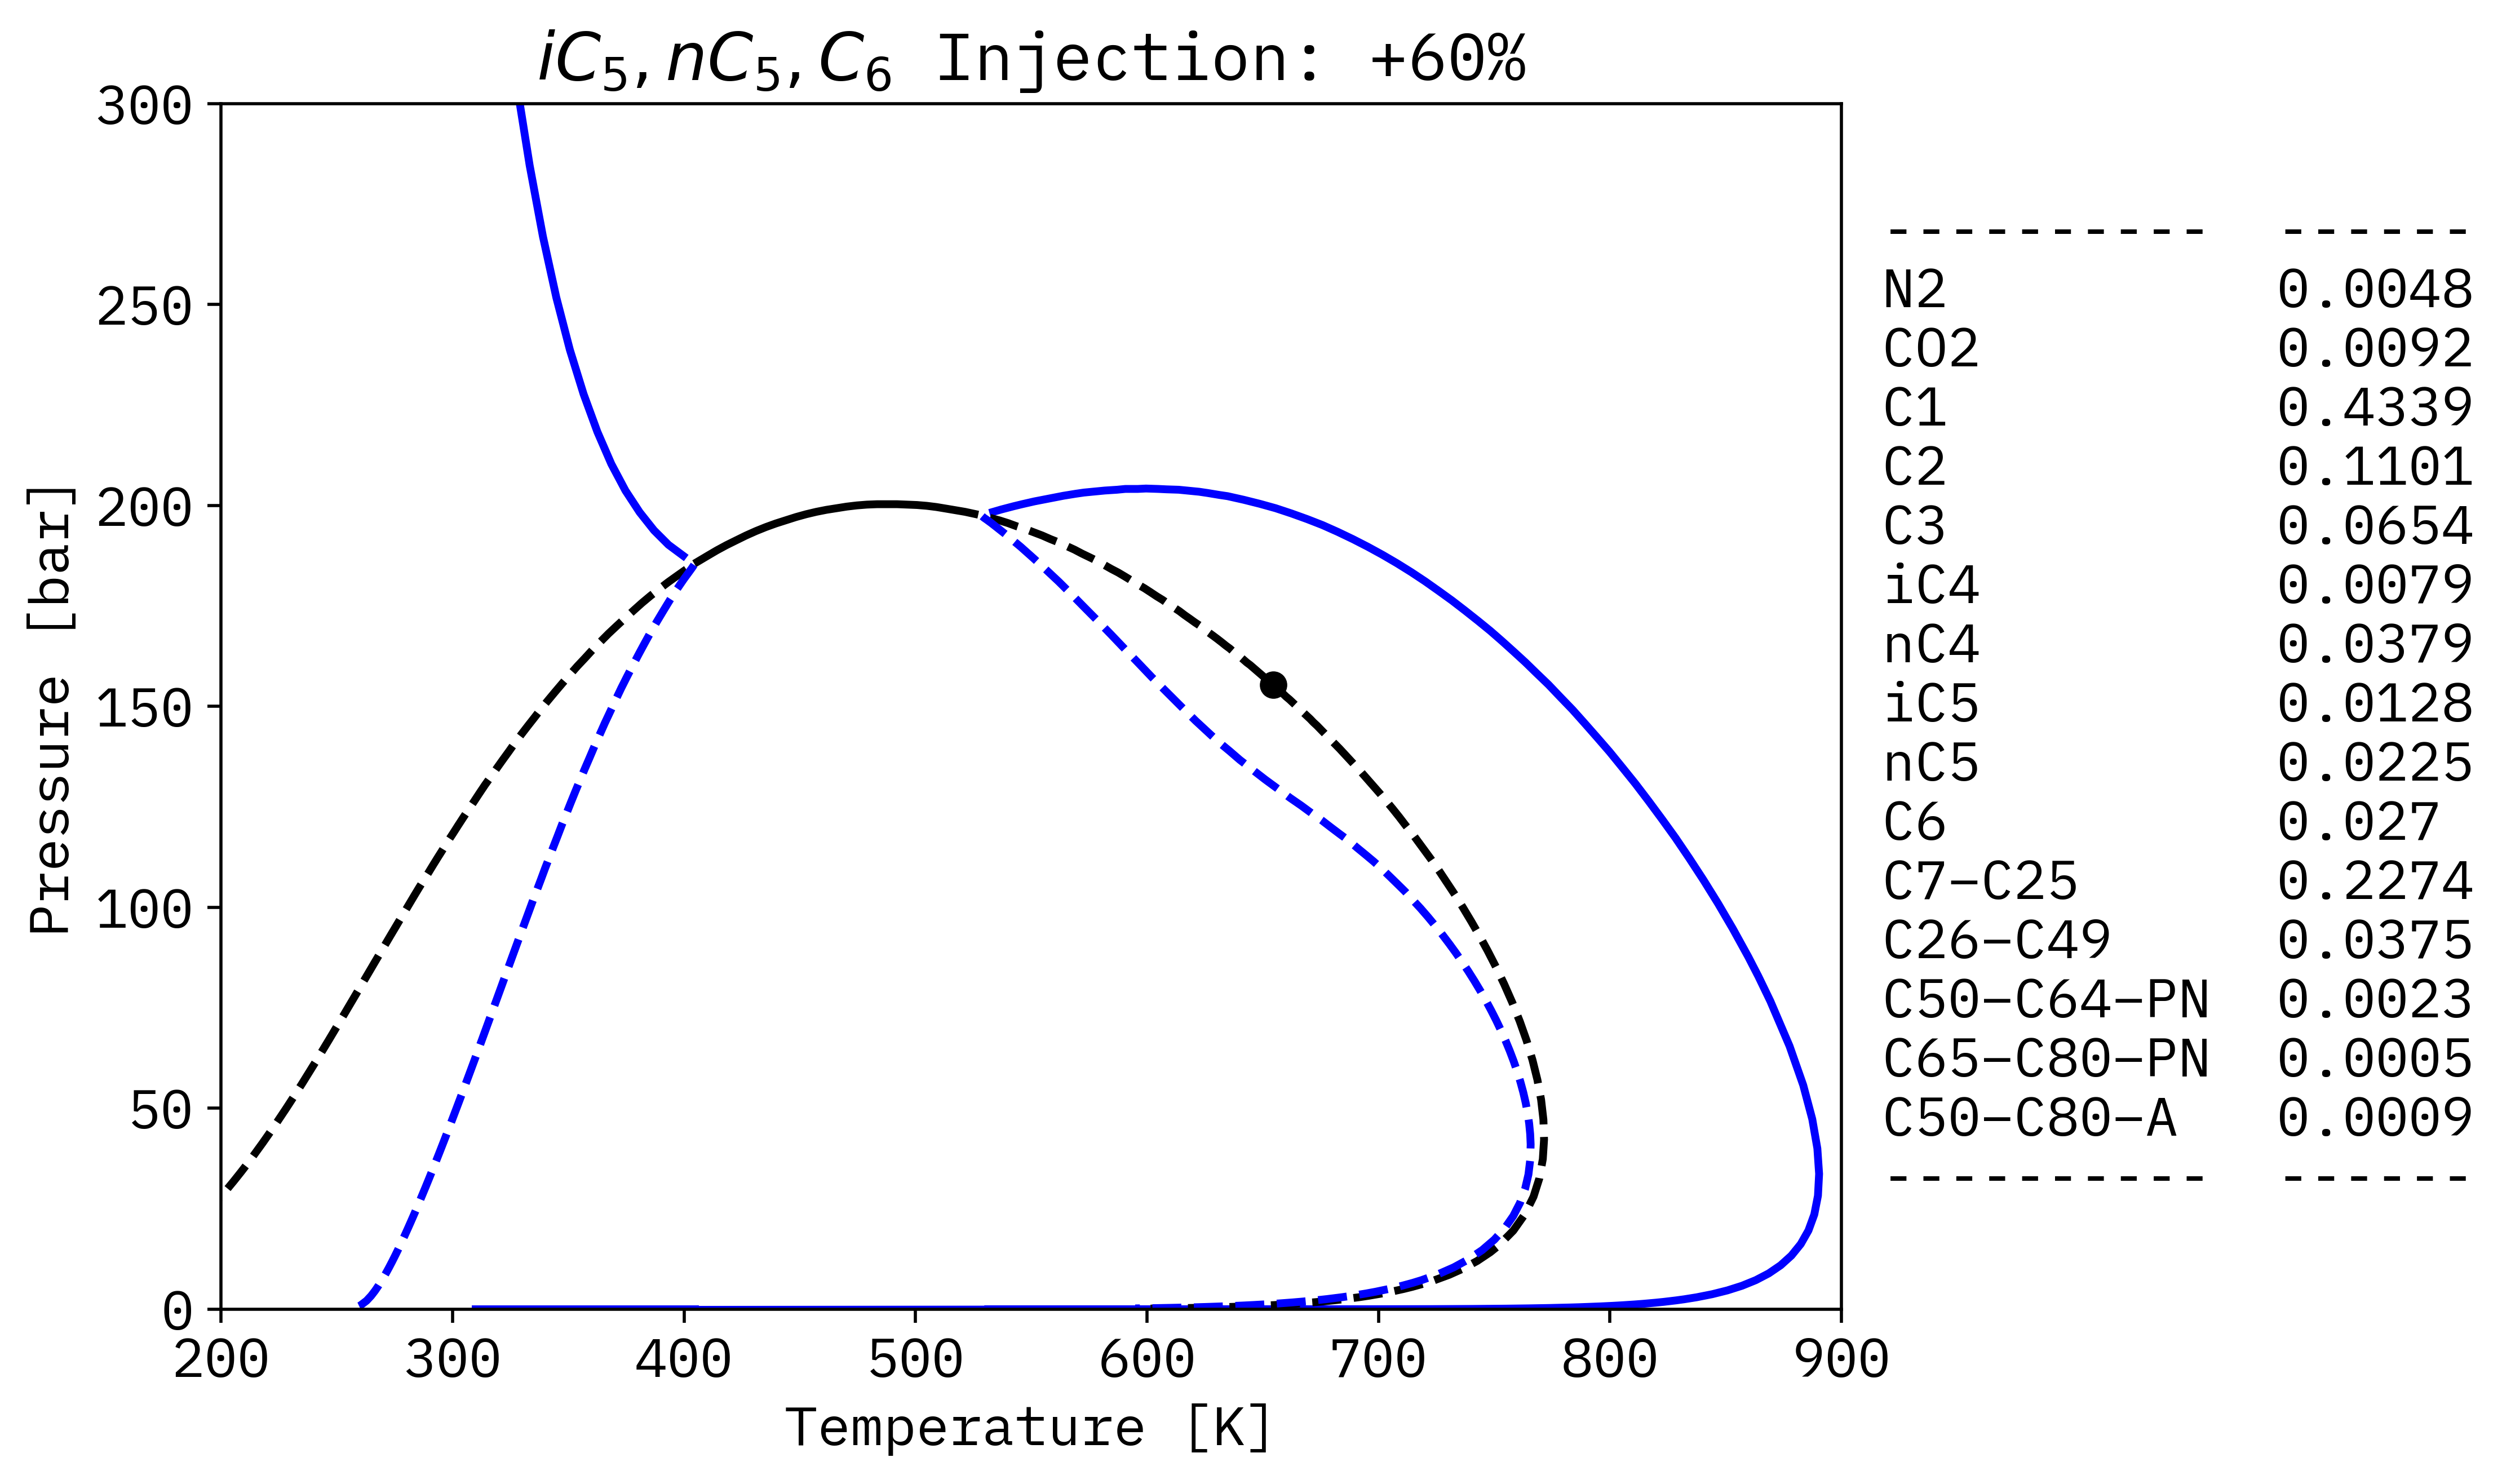 iC5, nC5, C6 Injection: +60%
300
250
200
150
100
50
0
Pressure [bar]
200 300 400 500 600 700 800 900
Temperature [K]
---------- ------
N2 0.0048
CO2 0.0092
C1 0.4339
C2 0.1101
C3 0.0654
iC4 0.0079
nC4 0.0379
iC5 0.0128
nC5 0.0225
C6 0.027
C7−C25 0.2274
C26−C49 0.0375
C50−C64−PN 0.0023
C65−C80−PN 0.0005
C50−C80−A 0.0009
---------- ------